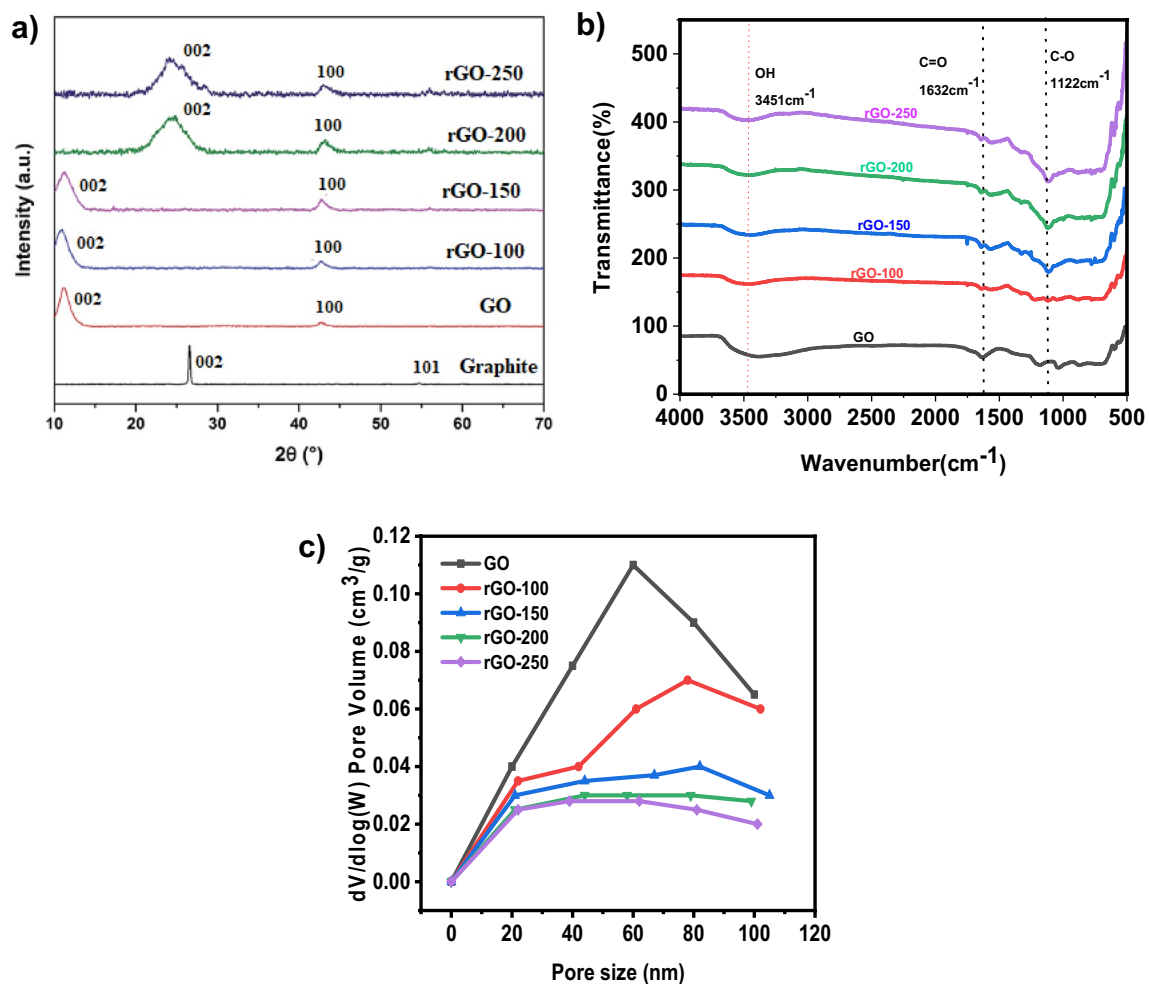 a)
Intensity (a.u.)
002
100
rGO-250
002
100
rGO-200
002
100
rGO-150
002
100
rGO-100
002
100
GO
002
101
Graphite
10 20 30 40 50 60 70
2θ (°)
b)
Transmittance(%)
500
400
300
200
100
0
OH
3451cm-1
C=O
1632cm-1
C-O
1122cm-1
rGO-250
rGO-200
rGO-150
rGO-100
GO
4000 3500 3000 2500 2000 1500 1000 500
Wavenumber(cm-1)
c)
dV/dlog(W) Pore Volume (cm3/g)
0.12
0.10
0.08
0.06
0.04
0.02
0.00
GO
rGO-100
rGO-150
rGO-200
rGO-250
0 20 40 60 80 100 120
Pore size (nm)